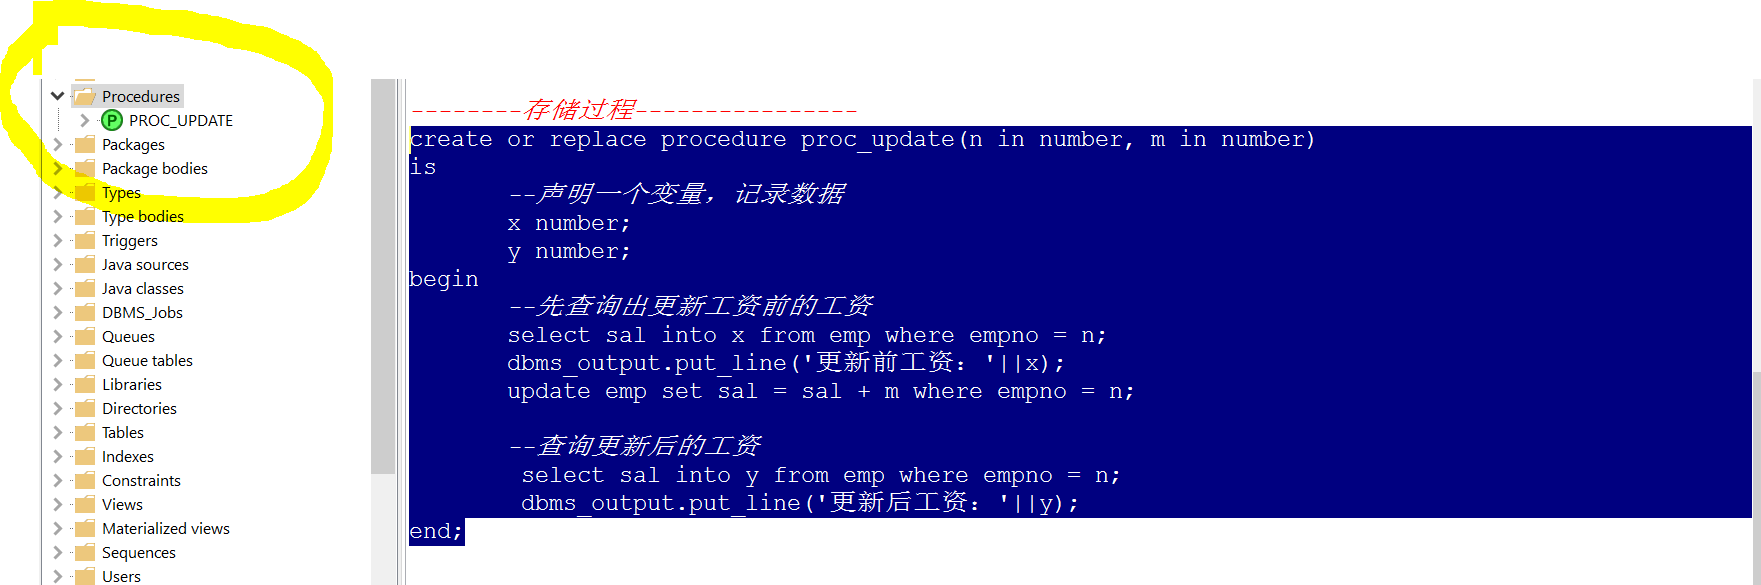 Procedures
PROC_UPDATE
Packages
Package bodies
Types
Type bodies
Triggers
Java sources
Java classes
DBMS_Jobs
Queues
Queue tables
Libraries
Directories
Tables
Indexes
Constraints
Views
Materialized views
Sequences
Users
--------存储过程----------------
create or replace procedure proc_update(n in number, m in number)
is
--声明一个变量，记录数据
x number;
y number;
begin
--先查询出更新工资前的工资
select sal into x from emp where empno = n;
dbms_output.put_line('更新前工资：'||x);
update emp set sal = sal + m where empno = n;
--查询更新后的工资
select sal into y from emp where empno = n;
dbms_output.put_line('更新后工资：'||y);
end;